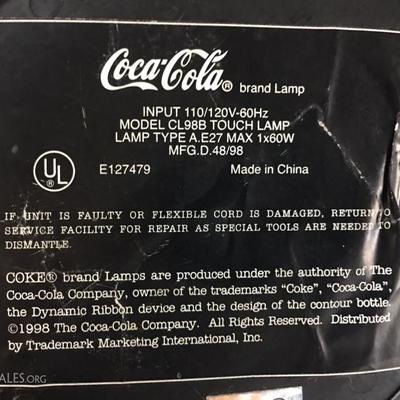 Coca-Cola® brand Lamp
INPUT 110/120V-60Hz
MODEL CL98B TOUCH LAMP
LAMP TYPE A.E27 MAX 1x60W
MFG.D.48/98
UL
E127479 Made in China
IF UNIT IS FAULTY OR FLEXIBLE CORD IS DAMAGED, RETURN TO
SERVICE FACILITY FOR REPAIR AS SPECIAL TOOLS ARE NEEDED TO
DISMANTLE.
COKE® brand Lamps are produced under the authority of The
Coca-Cola Company, owner of the trademarks “Coke”, “Coca-Cola”,
the Dynamic Ribbon device and the design of the contour bottle.
©1998 The Coca-Cola Company. All Rights Reserved. Distributed
by Trademark Marketing International, Inc.
ALES.ORG